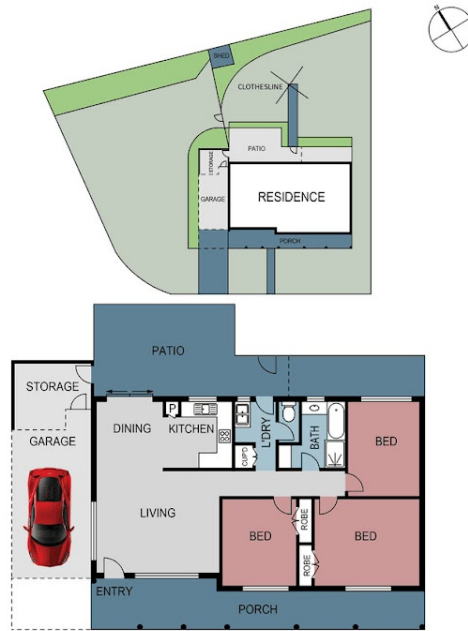 N
SHED
CLOTHESLINE
PATIO
STORAGE
GARAGE
RESIDENCE
PORCH
PATIO
STORAGE
P
DINING
KITCHEN
L'DRY
BATH
BED
GARAGE
CUP'D
LIVING
BED
ROBE
BED
ROBE
ENTRY
PORCH